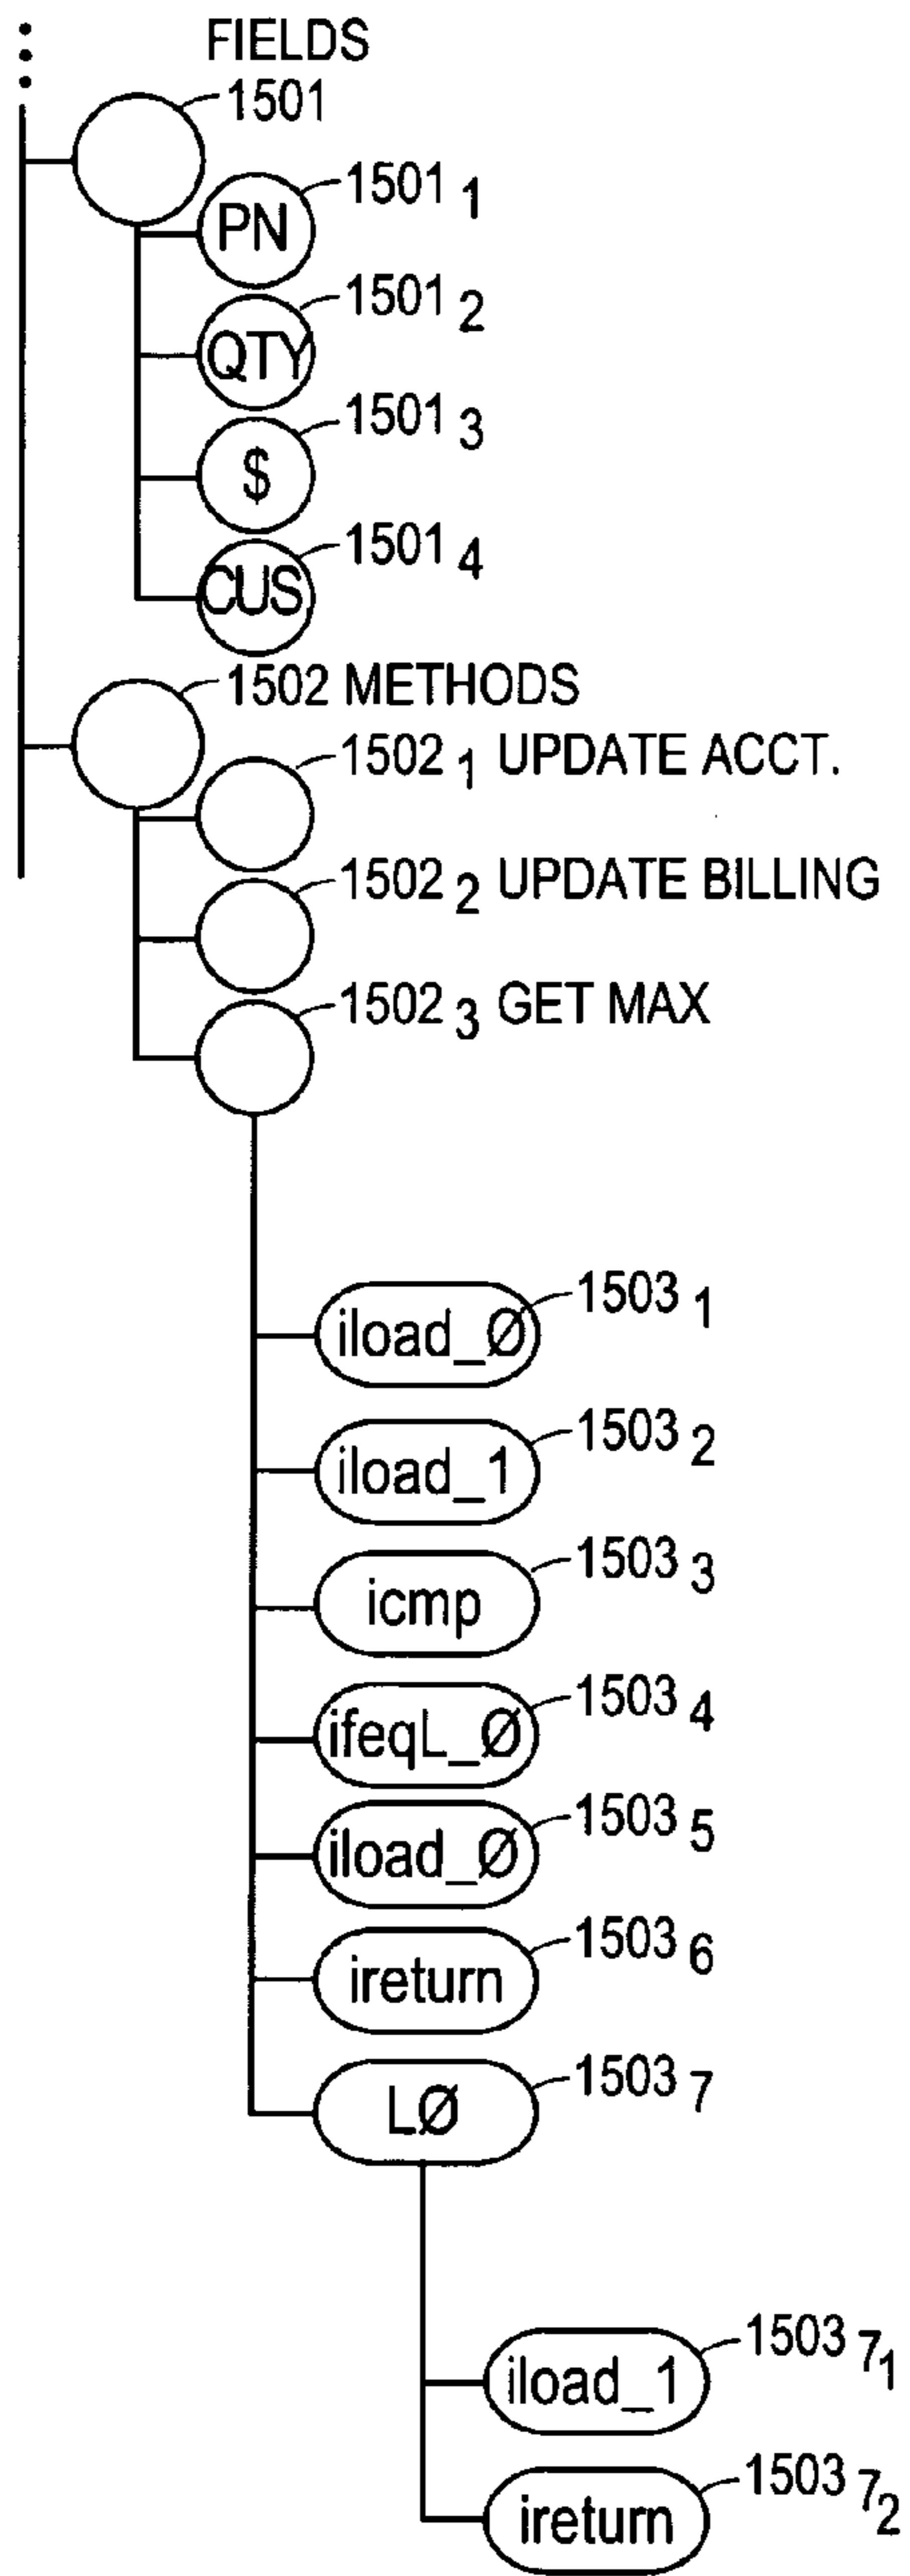 FIELDS
1501
PN 1501 1
QTY 1501 2
$ 1501 3
CUS 1501 4
1502 METHODS
1502 1 UPDATE ACCT.
1502 2 UPDATE BILLING
1502 3 GET MAX
iload_Ø 1503 1
iload_1 1503 2
icmp 1503 3
ifeqL_Ø 1503 4
iload_Ø 1503 5
ireturn 1503 6
LØ 1503 7
iload_1 1503 71
ireturn 1503 72